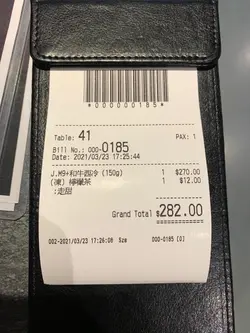 *000000185*
Table: 41 PAX: 1
Bill No.: 000-0185
Date: 2021/03/23 17:25:44
J.M9+和牛西冷 (150g) 1 $270.00
(凍) 檸檬茶 1 $12.00
:走甜
Grand Total $282.00
002-2021/03/23 17:26:08 Sze 000-0185 [0]